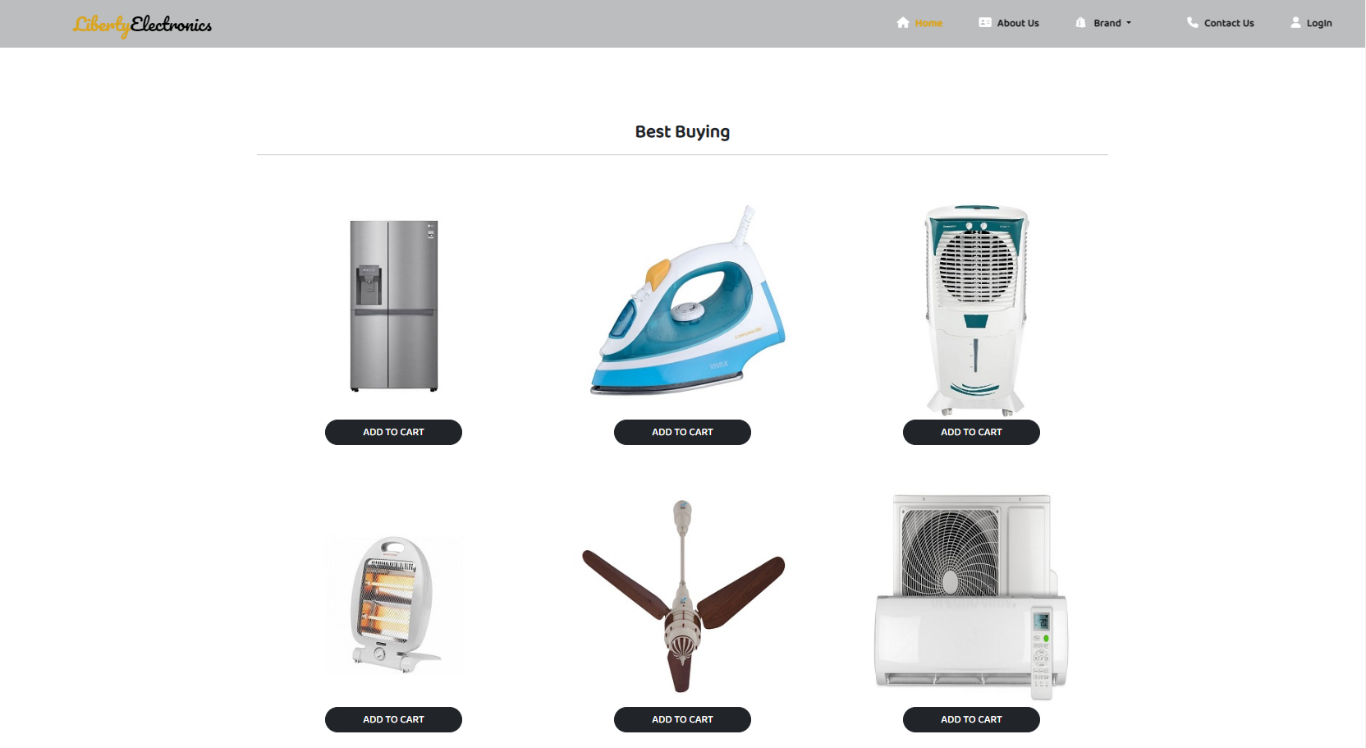 LibertyElectronics
Home
About Us
Brand
Contact Us
LogIn
Best Buying
ADD TO CART
ADD TO CART
ADD TO CART
ADD TO CART
ADD TO CART
ADD TO CART